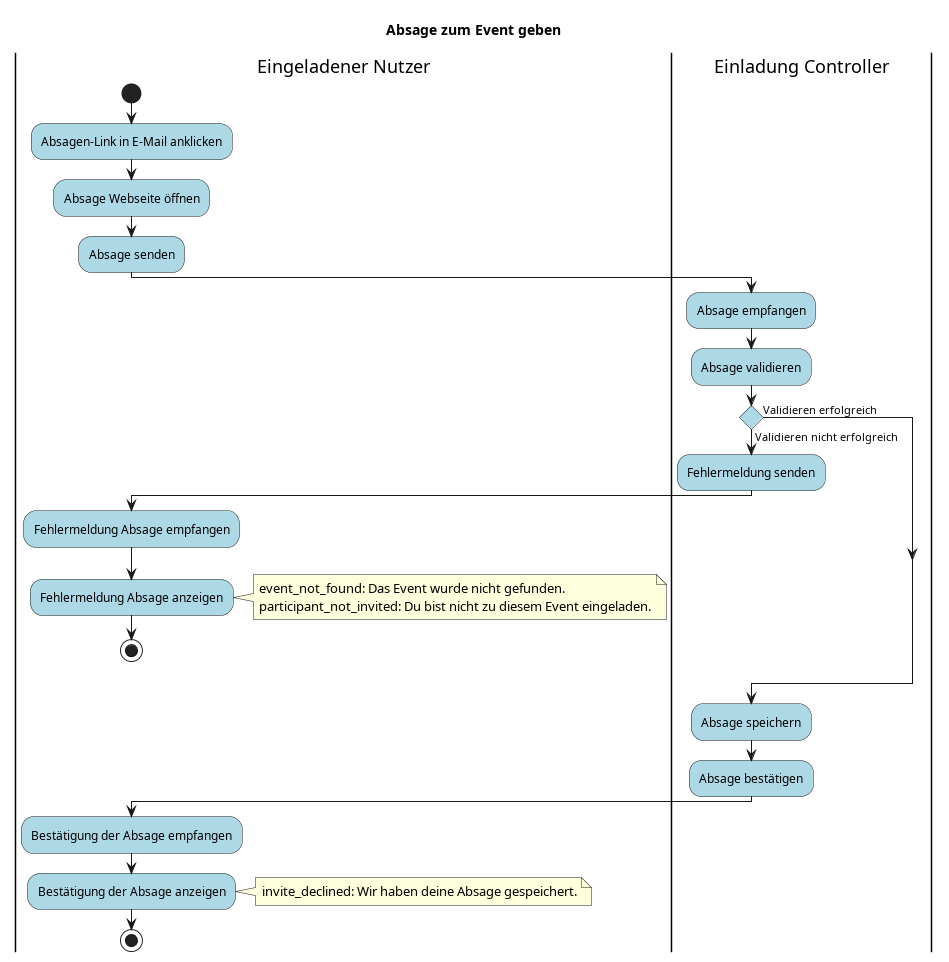 Absage zum Event geben
Eingeladener Nutzer
Einladung Controller
Absagen-Link in E-Mail anklicken
Absage Webseite öffnen
Absage senden
Absage empfangen
Absage validieren
Validieren erfolgreich
Validieren nicht erfolgreich
Fehlermeldung senden
Fehlermeldung Absage empfangen
Fehlermeldung Absage anzeigen
event_not_found: Das Event wurde nicht gefunden.
participant_not_invited: Du bist nicht zu diesem Event eingeladen.
Absage speichern
Absage bestätigen
Bestätigung der Absage empfangen
Bestätigung der Absage anzeigen
invite_declined: Wir haben deine Absage gespeichert.